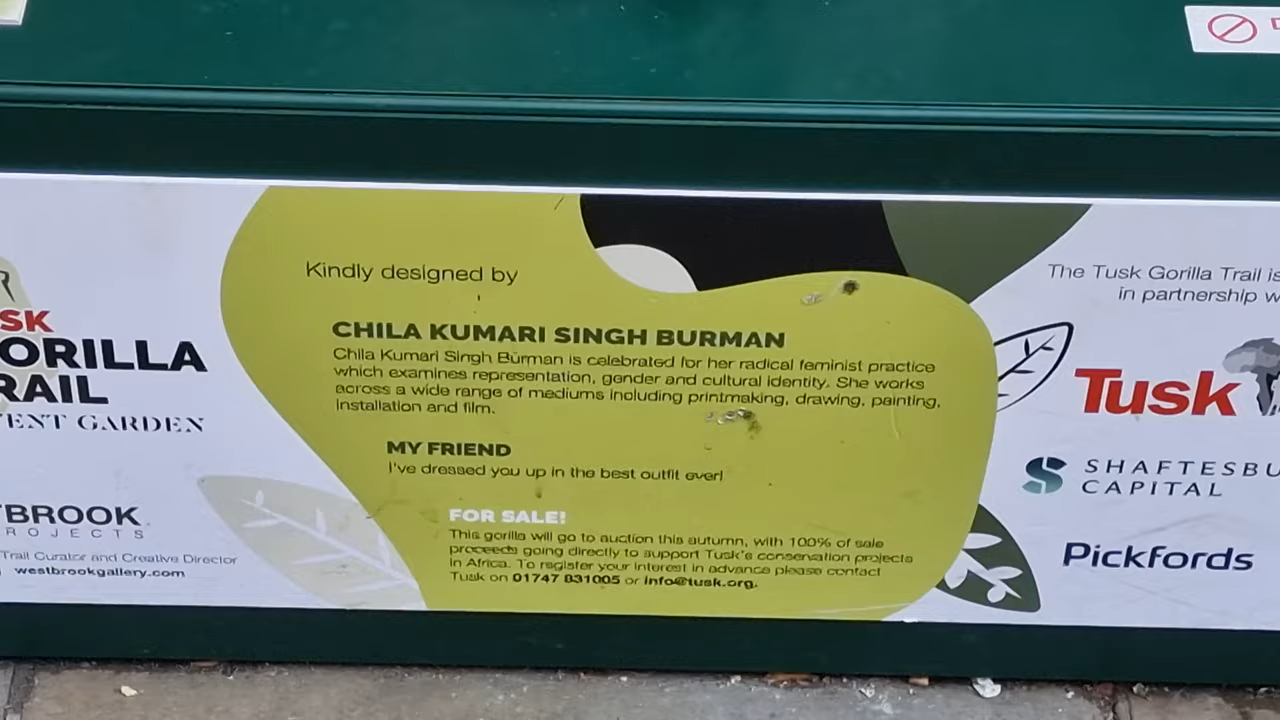 SK
ORILLA
RAIL
ENT GARDEN
TBROOK
ROJECTS
Trail Curator and Creative Director
westbrookgallery.com
Kindly designed by
CHILA KUMARI SINGH BURMAN
Chila Kumari Singh Burman is celebrated for her radical feminist practice
which examines representation, gender and cultural identity. She works
across a wide range of mediums including printmaking, drawing, painting,
installation and film.
MY FRIEND
I've dressed you up in the best outfit ever!
FOR SALE!
This gorilla will go to auction this autumn, with 100% of sale
proceeds going directly to support Tusk's conservation projects
in Africa. To register your interest in advance please contact
Tusk on 01747 831005 or info@tusk.org.
The Tusk Gorilla Trail is
in partnership w
Tusk
SHAFTESBU
CAPITAL
Pickfords